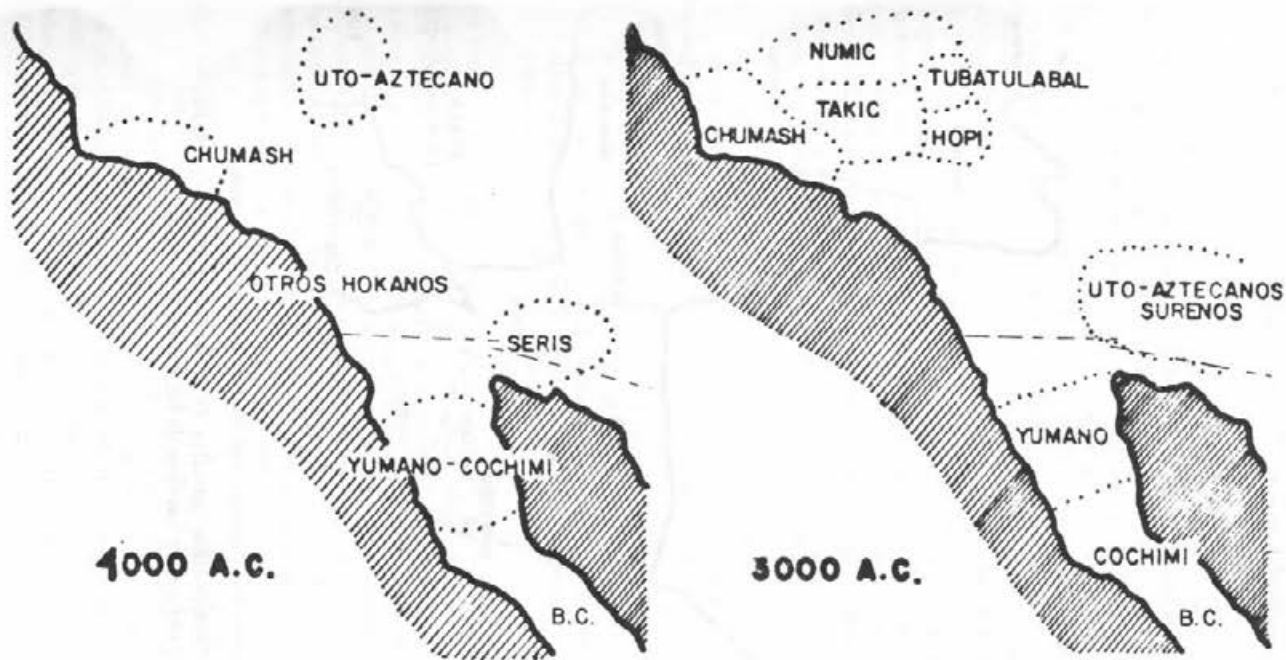 UTO-AZTECANO
CHUMASH
OTROS HOKANOS
SERIS
YUMANO-COCHIMI
4000 A.C.
B.C.
NUMIC
TUBATULABAL
TAKIC
CHUMASH
HOPI
UTO-AZTECANOS
SURENOS
YUMANO
COCHIMI
3000 A.C.
B.C.